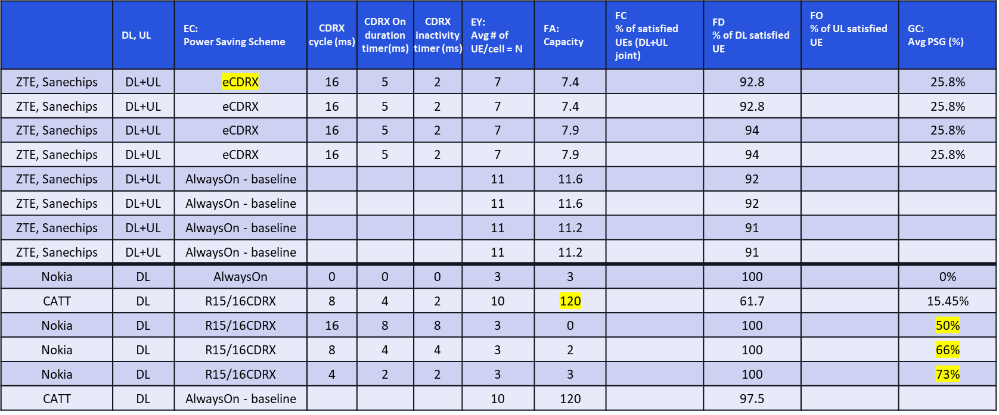 DL, UL
EC:
Power Saving Scheme
CDRX
cycle (ms)
CDRX On
duration
timer(ms)
CDRX
inactivity
timer (ms)
EY:
Avg # of
UE/cell = N
FA:
Capacity
FC
% of satisfied
UEs (DL+UL
joint)
FD
% of DL satisfied
UE
FO
% of UL satisfied
UE
GC:
Avg PSG (%)
ZTE, Sanechips DL+UL eCDRX 16 5 2 7 7.4 92.8 25.8%
ZTE, Sanechips DL+UL eCDRX 16 5 2 7 7.4 92.8 25.8%
ZTE, Sanechips DL+UL eCDRX 16 5 2 7 7.9 94 25.8%
ZTE, Sanechips DL+UL eCDRX 16 5 2 7 7.9 94 25.8%
ZTE, Sanechips DL+UL AlwaysOn - baseline 11 11.6 92
ZTE, Sanechips DL+UL AlwaysOn - baseline 11 11.6 92
ZTE, Sanechips DL+UL AlwaysOn - baseline 11 11.2 91
ZTE, Sanechips DL+UL AlwaysOn - baseline 11 11.2 91
Nokia DL AlwaysOn 0 0 0 3 3 100 0%
CATT DL R15/16CDRX 8 4 2 10 120 61.7 15.45%
Nokia DL R15/16CDRX 16 8 8 3 0 100 50%
Nokia DL R15/16CDRX 8 4 4 3 2 100 66%
Nokia DL R15/16CDRX 4 2 2 3 3 100 73%
CATT DL AlwaysOn - baseline 10 120 97.5